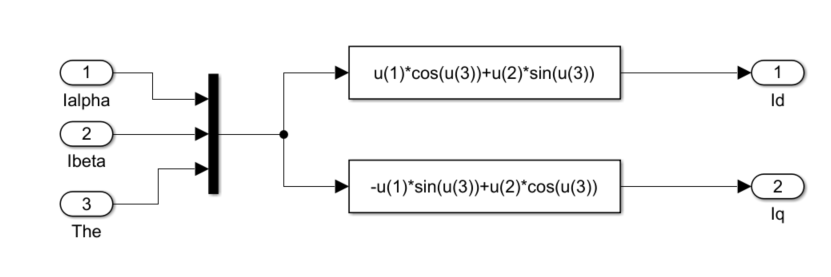 1
Ialpha
2
Ibeta
3
The
u(1)*cos(u(3))+u(2)*sin(u(3))
-u(1)*sin(u(3))+u(2)*cos(u(3))
1
Id
2
Iq